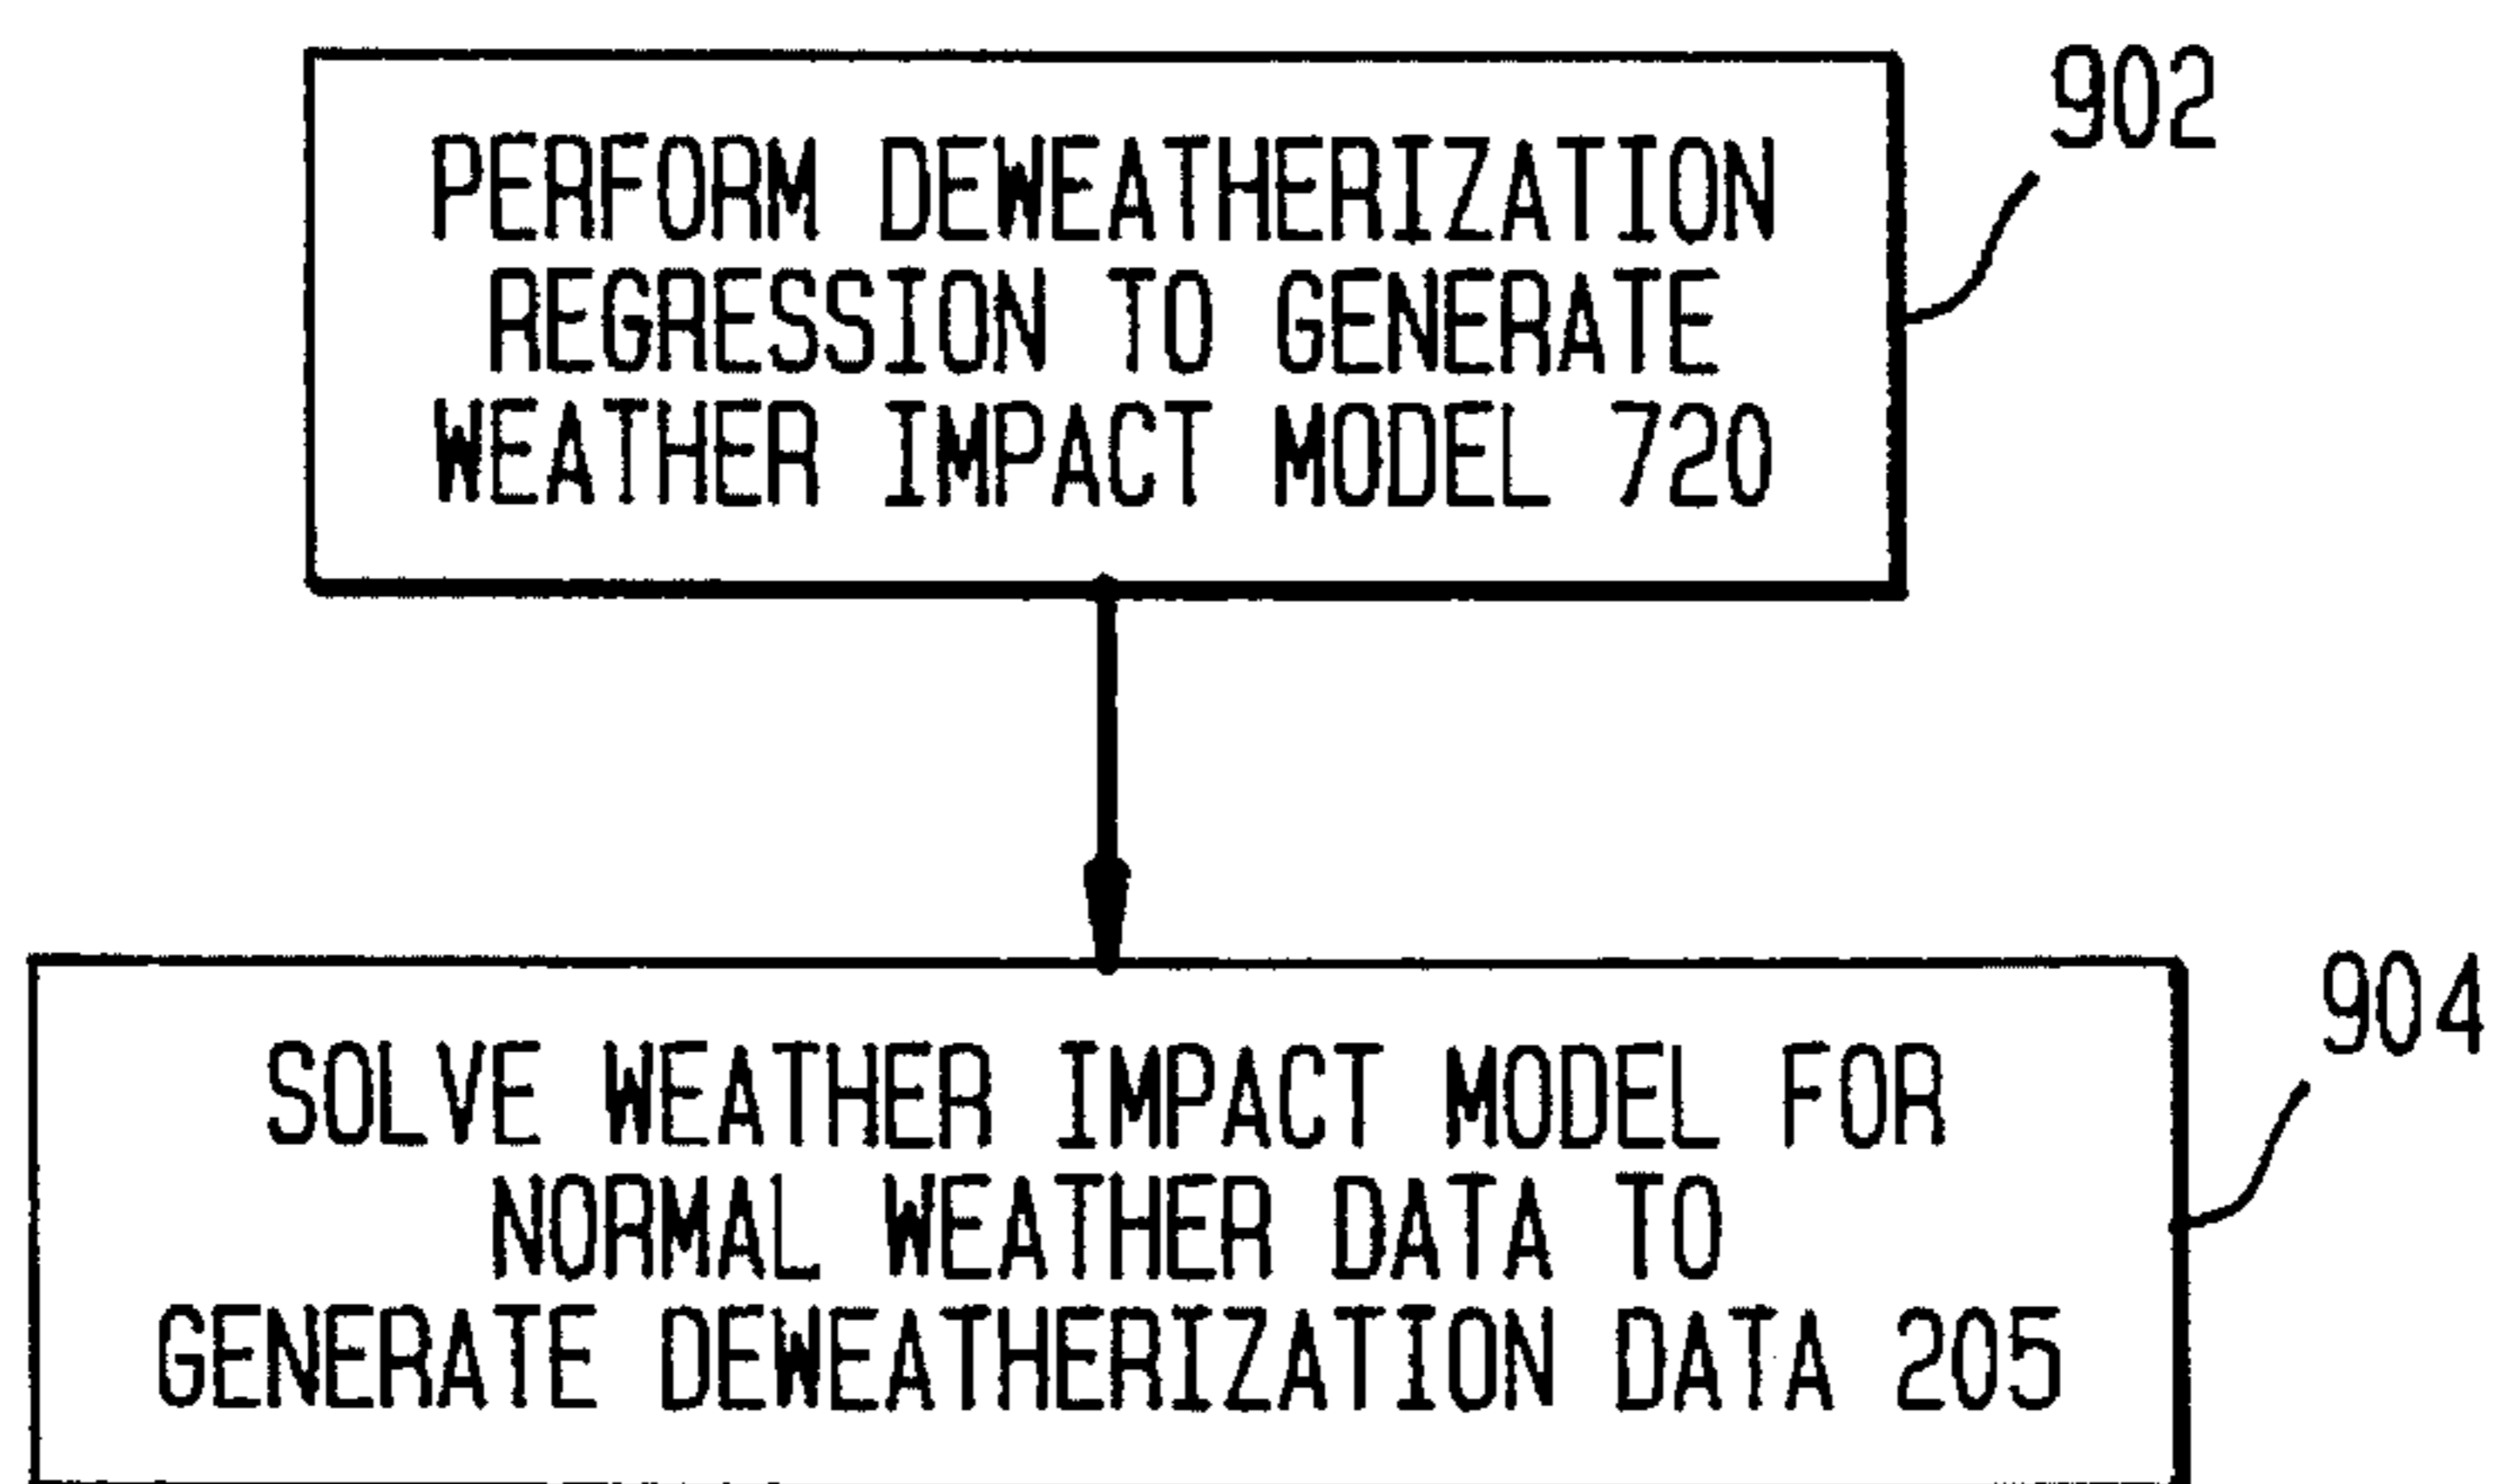 902
PERFORM DEWEATHERIZATION
REGRESSION TO GENERATE
WEATHER IMPACT MODEL 720
904
SOLVE WEATHER IMPACT MODEL FOR
NORMAL WEATHER DATA TO
GENERATE DEWEATHERIZATION DATA 205